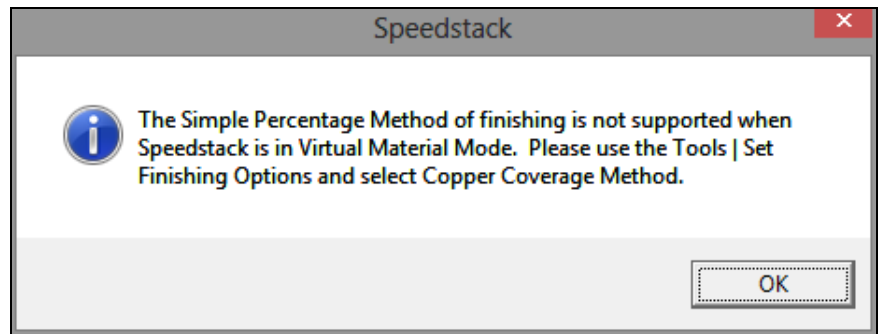 Speedstack
The Simple Percentage Method of finishing is not supported when
Speedstack is in Virtual Material Mode.  Please use the Tools | Set
Finishing Options and select Copper Coverage Method.
OK